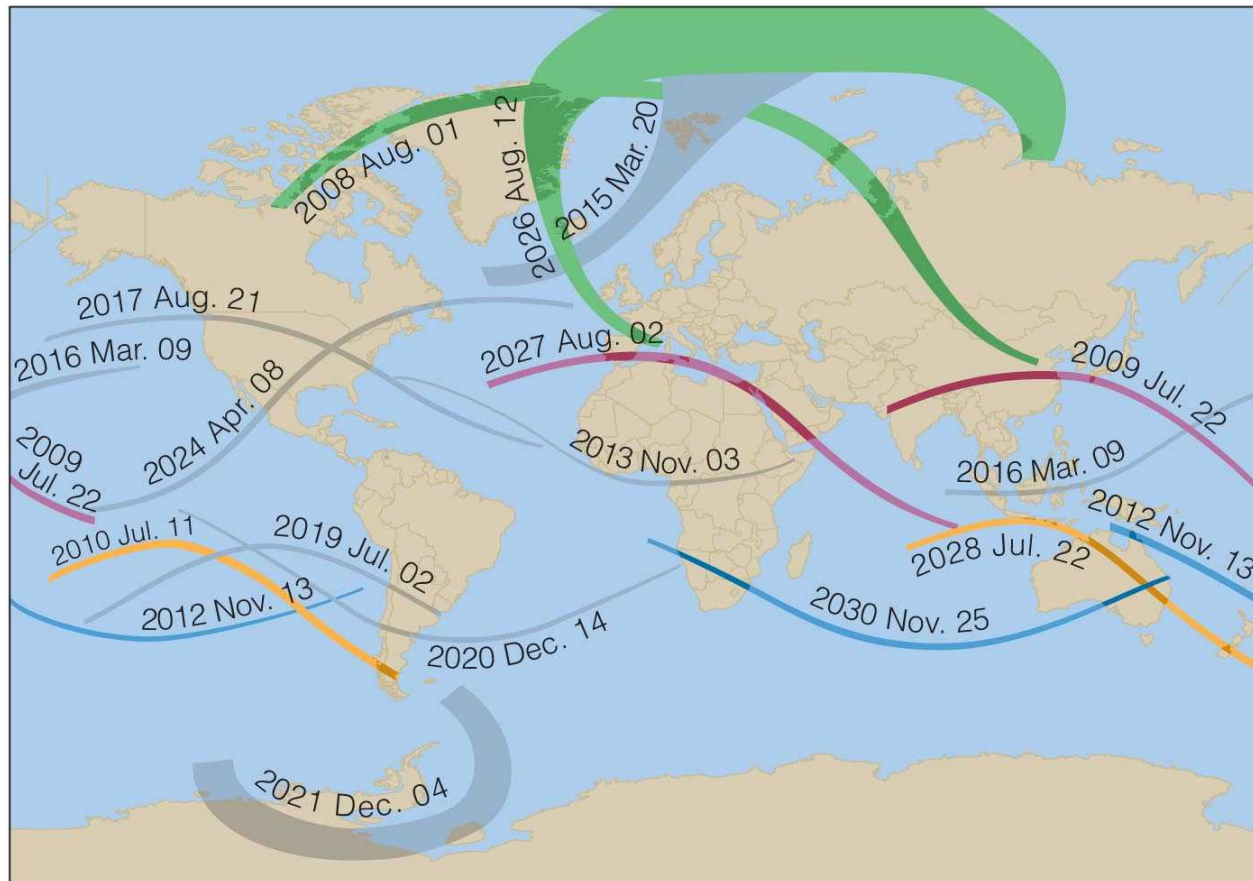 2008 Aug. 01
2026 Aug. 12
2015 Mar. 20
2017 Aug. 21
2016 Mar. 09
2024 Apr. 08
2027 Aug. 02
2009 Jul. 22
2009
Jul. 22
2013 Nov. 03
2016 Mar. 09
2012 Nov. 13
2010 Jul. 11
2019 Jul. 02
2028 Jul. 22
2012 Nov. 13
2030 Nov. 25
2020 Dec. 14
2021 Dec. 04